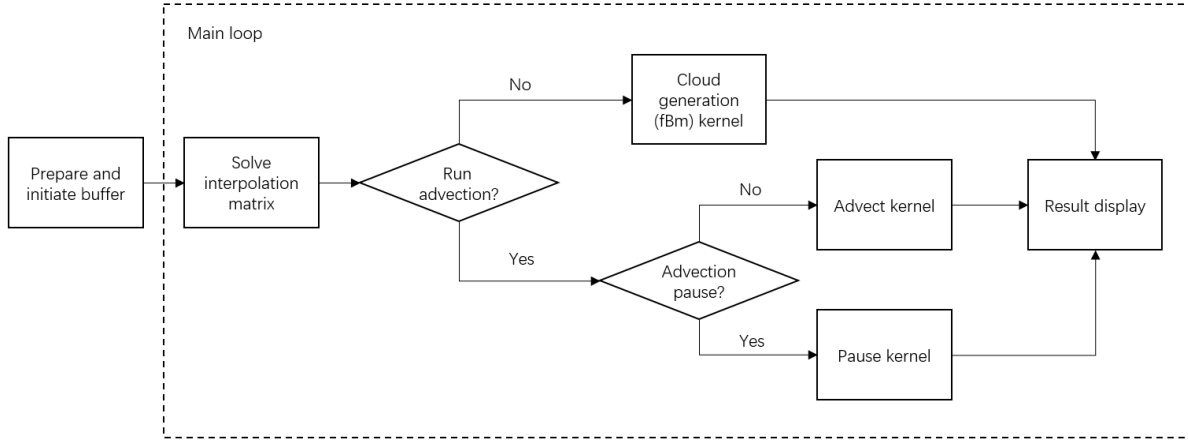 Main loop
Prepare and
initiate buffer
Solve
interpolation
matrix
Run
advection?
No
Cloud
generation
(fBm) kernel
Yes
Advection
pause?
No
Advect kernel
Yes
Pause kernel
Result display